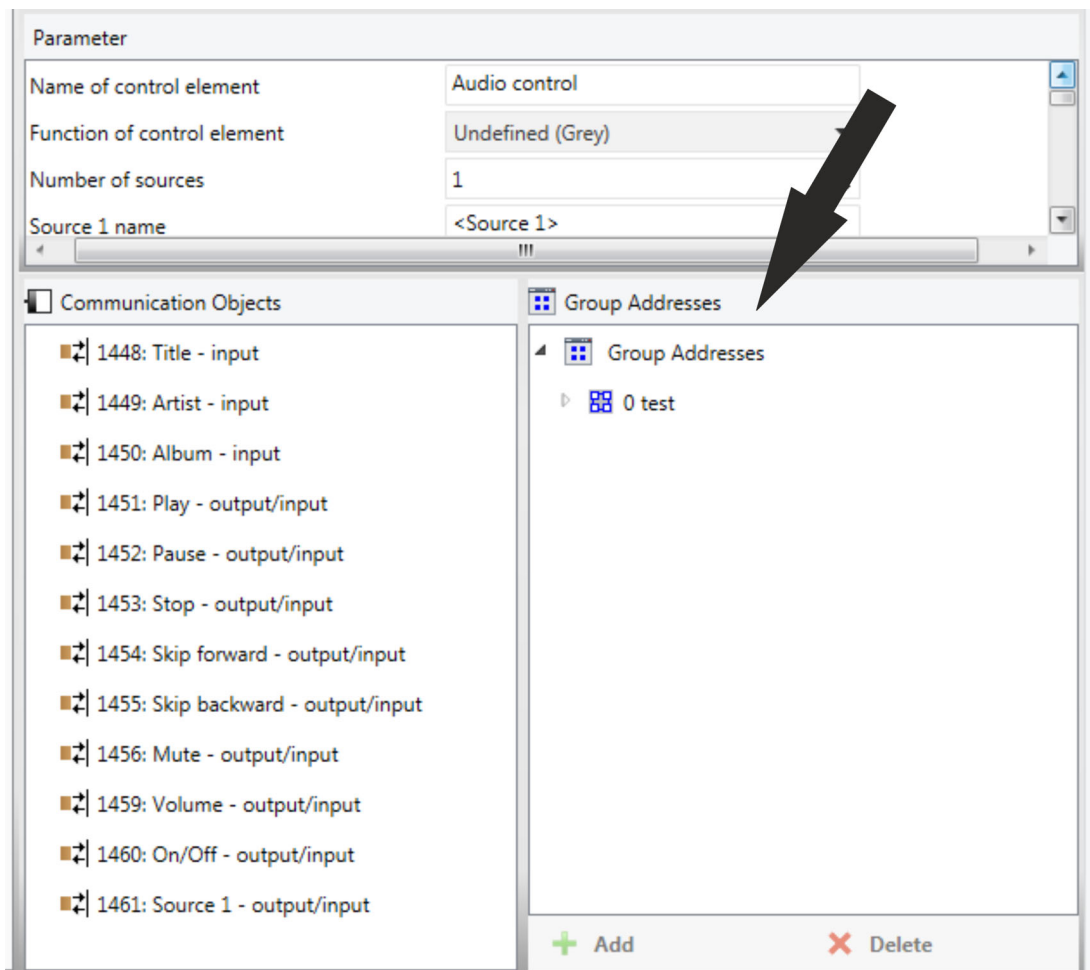 Parameter
Name of control element Audio control
Function of control element Undefined (Grey)
Number of sources 1
Source 1 name <Source 1>
Communication Objects
1448: Title - input
1449: Artist - input
1450: Album - input
1451: Play - output/input
1452: Pause - output/input
1453: Stop - output/input
1454: Skip forward - output/input
1455: Skip backward - output/input
1456: Mute - output/input
1459: Volume - output/input
1460: On/Off - output/input
1461: Source 1 - output/input
Group Addresses
Group Addresses
0 test
Add Delete